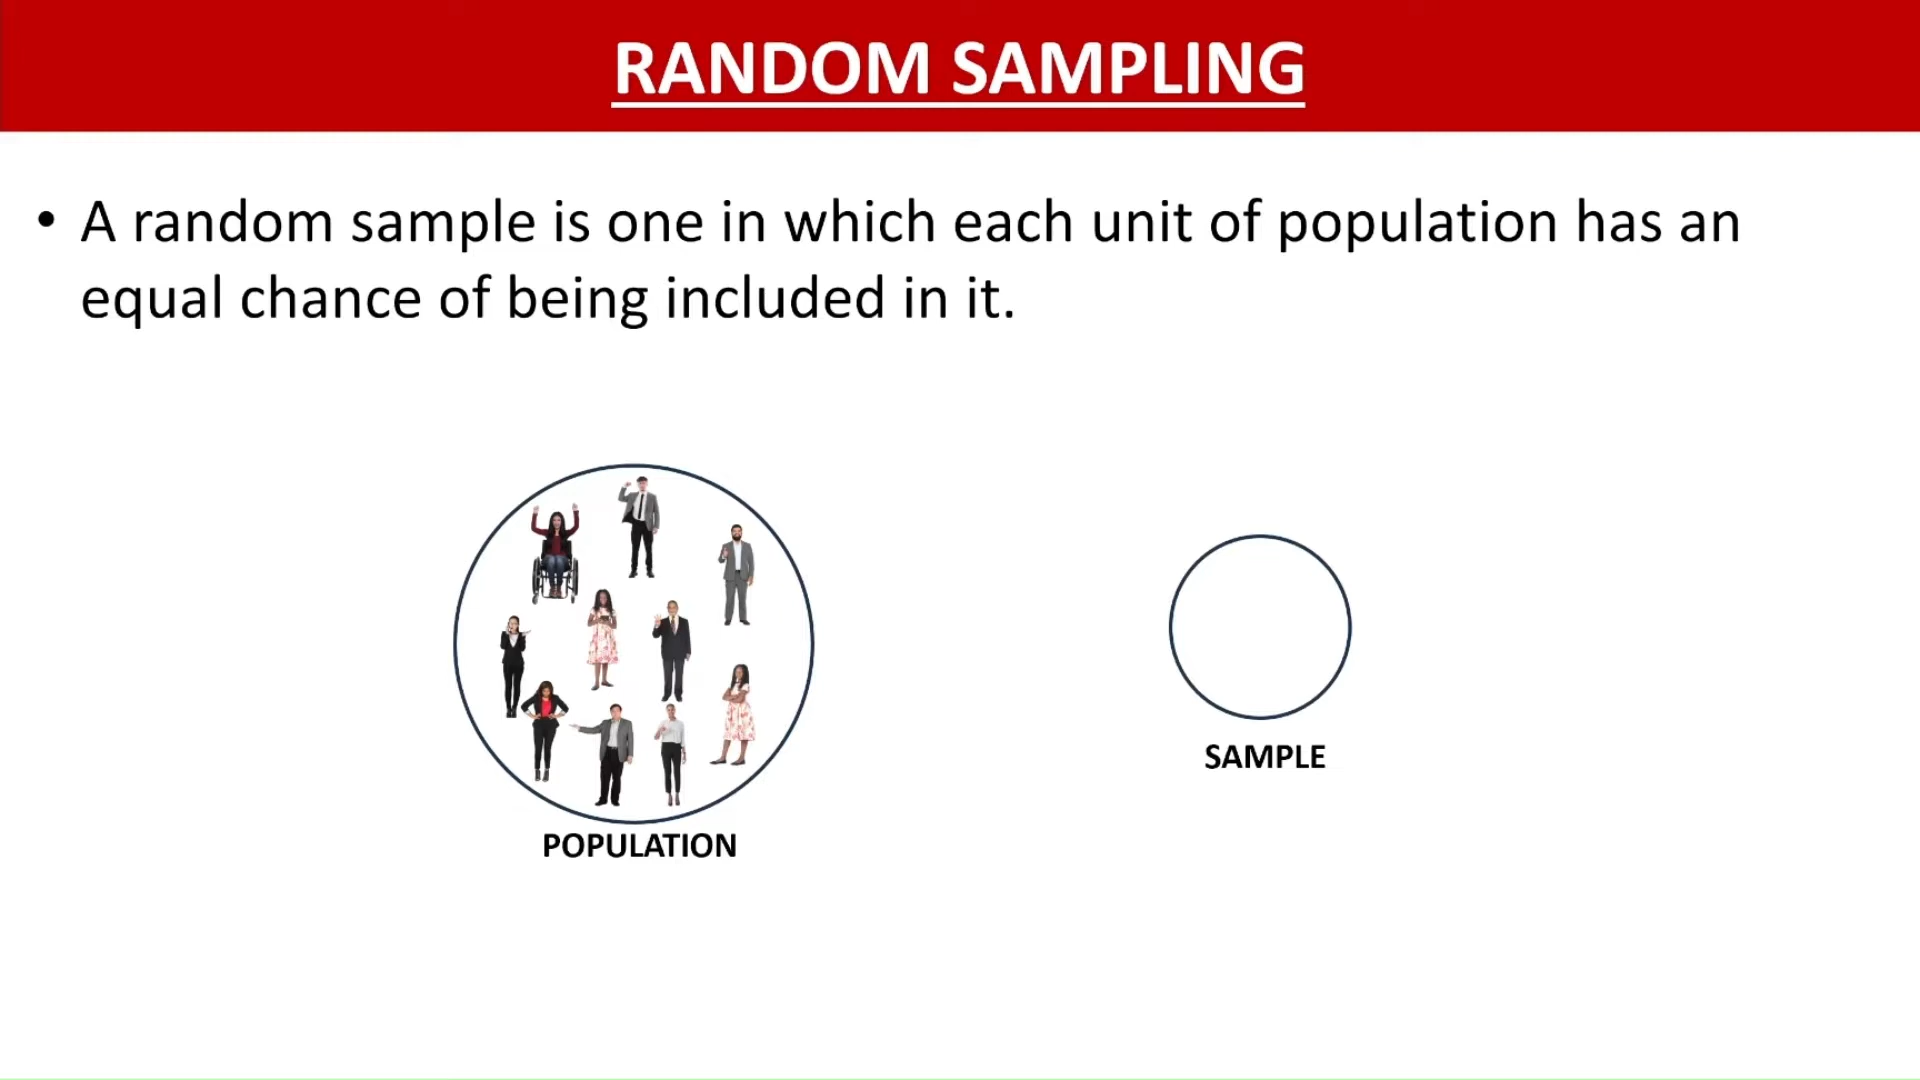 RANDOM SAMPLING
• A random sample is one in which each unit of population has an
equal chance of being included in it.
SAMPLE
POPULATION